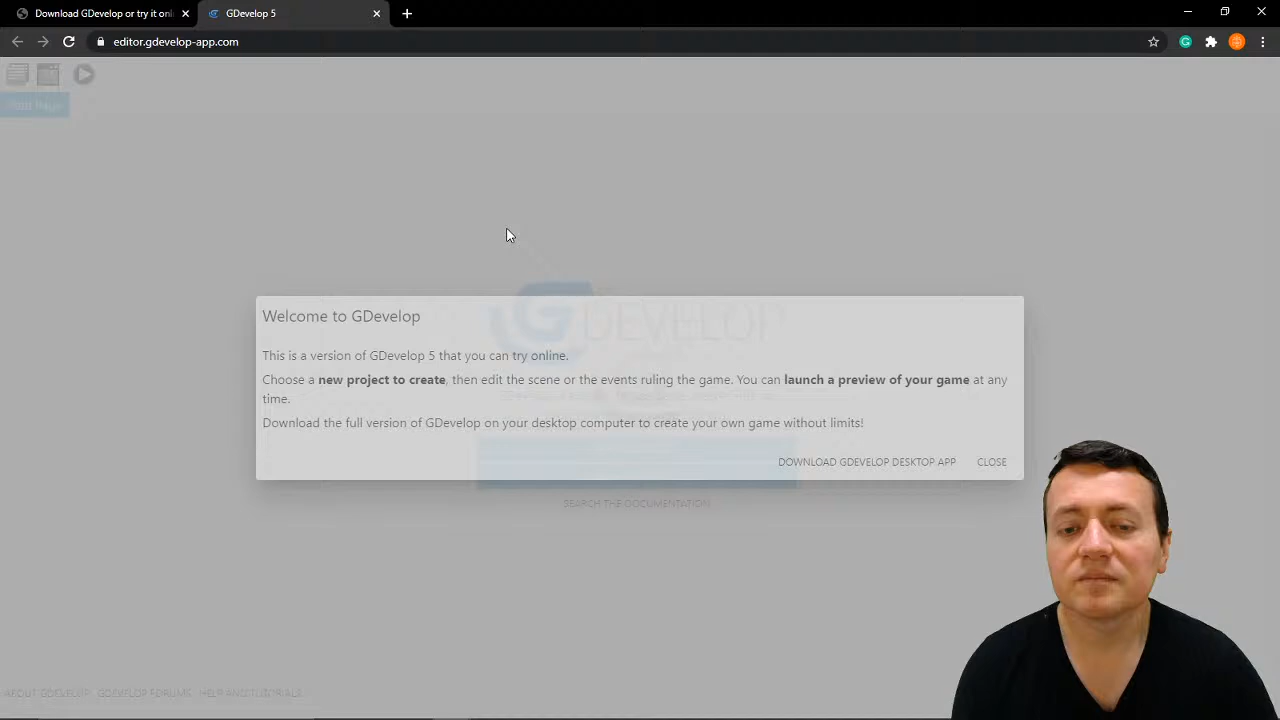 Download GDevelop or try it onli
GDevelop 5
editor.gdevelop-app.com
GDEVELOP
Welcome to GDevelop
This is a version of GDevelop 5 that you can try online.
Choose a new project to create, then edit the scene or the events ruling the game. You can launch a preview of your game at any
time.
Download the full version of GDevelop on your desktop computer to create your own game without limits!
DOWNLOAD GDEVELOP DESKTOP APP CLOSE
SEARCH THE DOCUMENTATION
ABOUT GDEVELOP GDEVELOP FORUMS HELP AND TUTORIALS